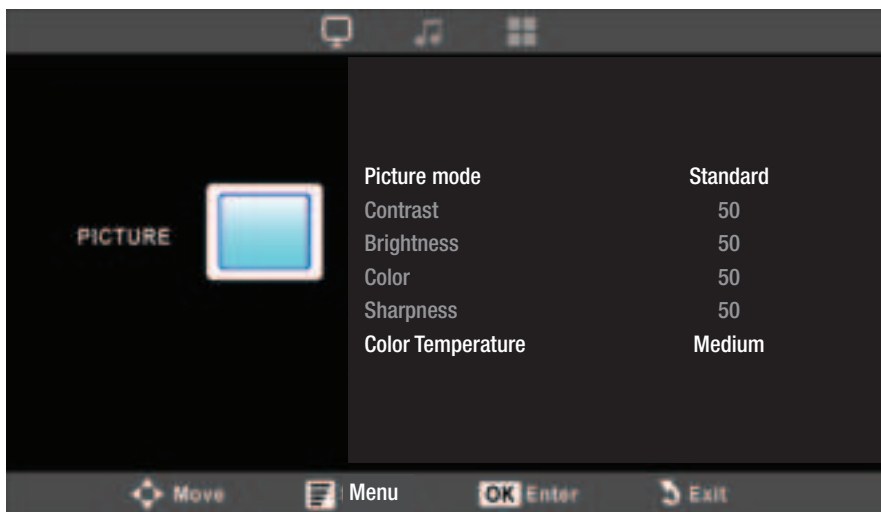 PICTURE
Picture mode Standard
Contrast 50
Brightness 50
Color 50
Sharpness 50
Color Temperature Medium
Move Menu OK Enter Exit